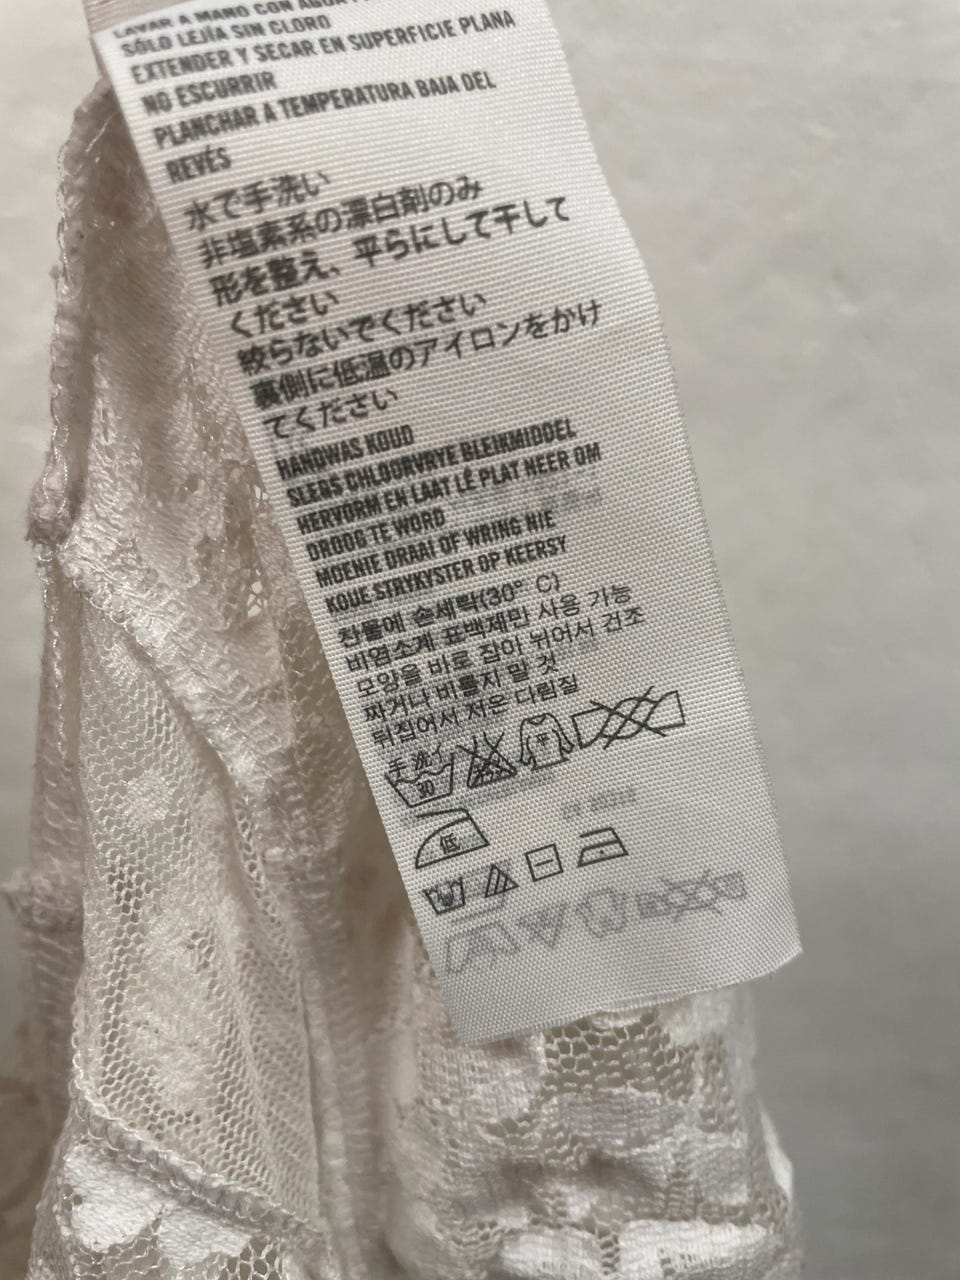 LAVAR A MANO CON AGUA
SÓLO LEJÍA SIN CLORO
EXTENDER Y SECAR EN SUPERFICIE PLANA
NO ESCURRIR
PLANCHAR A TEMPERATURA BAJA DEL
REVÉS
水で手洗い
非塩素系の漂白剤のみ
形を整え、平らにして干して
ください
絞らないでください
裏側に低温のアイロンをかけ
てください
HANDWAS KOUD
SLEGS CHLOORVRYE BLEIKMIDDEL
HERVORM EN LAAT LÊ PLAT NEER OM
DROOG TE WORD
MOENIE DRAAI OF WRING NIE
KOUE STRYKYSTER OP KEERSY
찬물에 손세탁(30° C)
비염소계 표백제만 사용 가능
모양을 바로 잡아 뉘어서 건조
짜거나 비틀지 말 것
뒤집어서 저온 다림질
手洗イ
30 平
低